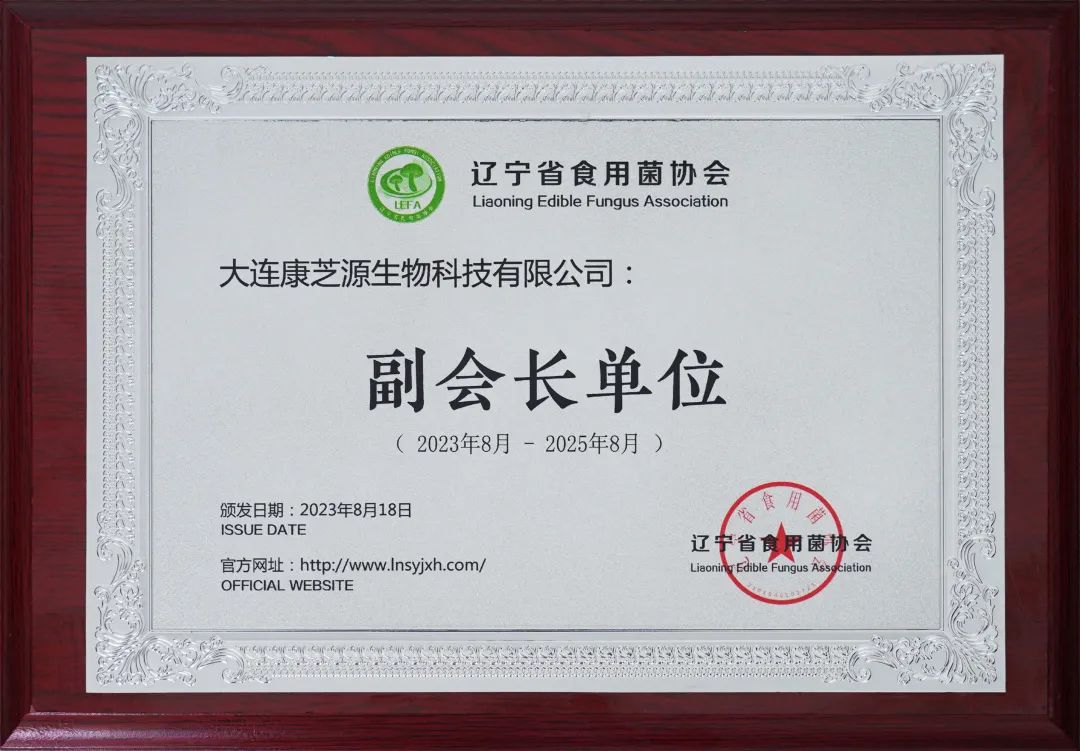 辽宁省食用菌协会
Liaoning Edible Fungus Association
LEFA
大连康芝源生物科技有限公司：
副会长单位
（ 2023年8月 - 2025年8月 ）
颁发日期：2023年8月18日
ISSUE DATE
官方网址：http://www.lnsyjxh.com/
OFFICIAL WEBSITE
辽宁省食用菌协会
Liaoning Edible Fungus Association